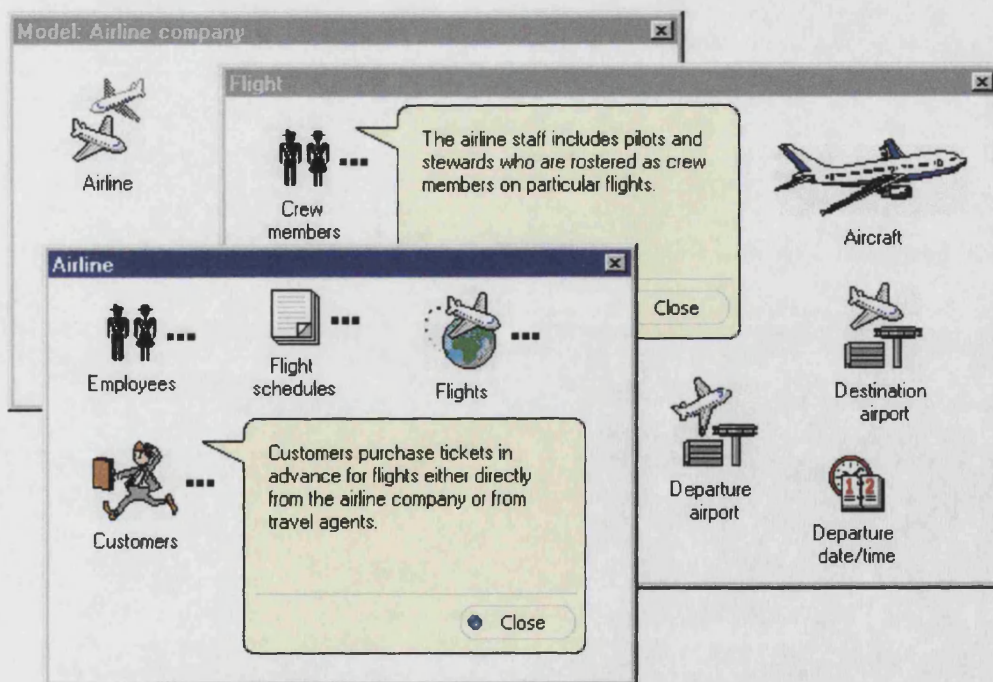 Model: Airline company
Airline
Flight
Crew
members
The airline staff includes pilots and
stewards who are rostered as crew
members on particular flights.
Close
Aircraft
Destination
airport
Departure
airport
Departure
date/time
Airline
Employees
Flight
schedules
Flights
Customers
Customers purchase tickets in
advance for flights either directly
from the airline company or from
travel agents.
Close